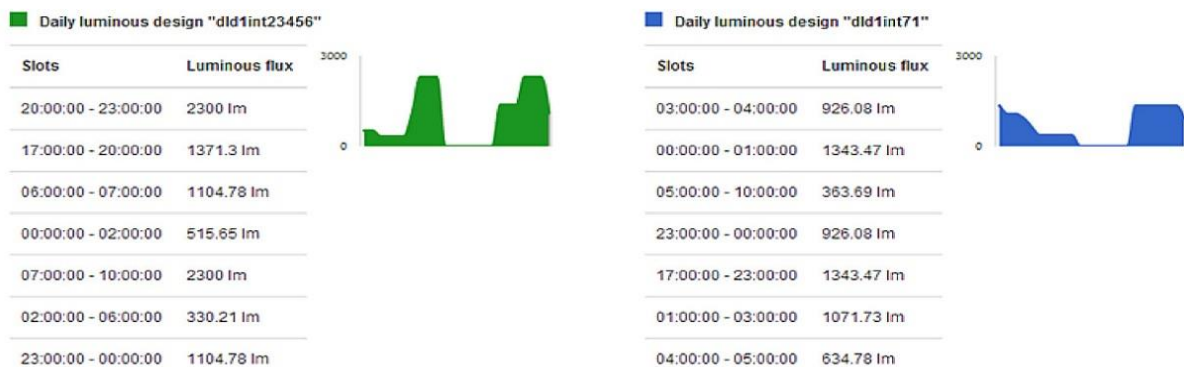 Daily luminous design "dld1int23456"
Slots Luminous flux
20:00:00 - 23:00:00 2300 lm
17:00:00 - 20:00:00 1371.3 lm
06:00:00 - 07:00:00 1104.78 lm
00:00:00 - 02:00:00 515.65 lm
07:00:00 - 10:00:00 2300 lm
02:00:00 - 06:00:00 330.21 lm
23:00:00 - 00:00:00 1104.78 lm
3000
0
Daily luminous design "dld1int71"
Slots Luminous flux
03:00:00 - 04:00:00 926.08 lm
00:00:00 - 01:00:00 1343.47 lm
05:00:00 - 10:00:00 363.69 lm
23:00:00 - 00:00:00 926.08 lm
17:00:00 - 23:00:00 1343.47 lm
01:00:00 - 03:00:00 1071.73 lm
04:00:00 - 05:00:00 634.78 lm
3000
0